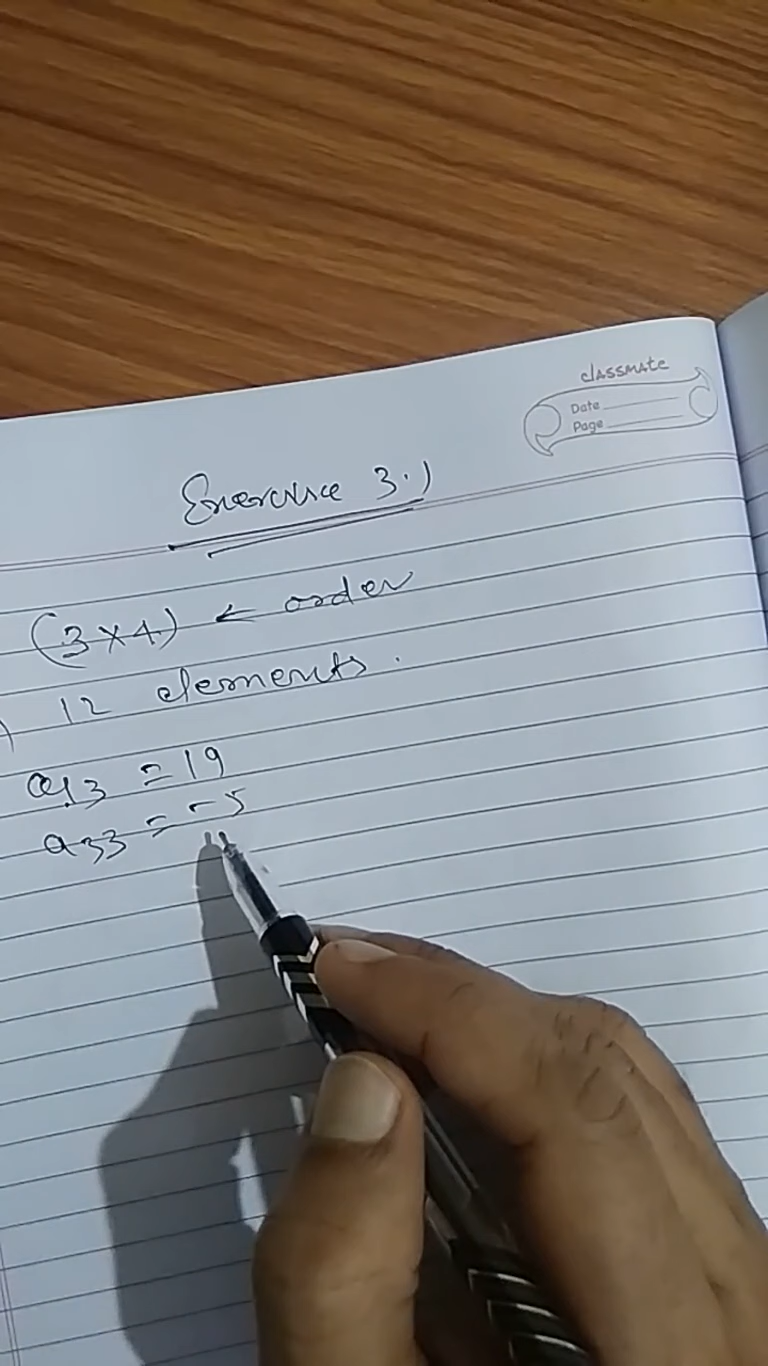 classmate
Date
Page
Exercise 3.1
(3×4) ← order
) 12 elements.
a13 = 19
a33 = -5